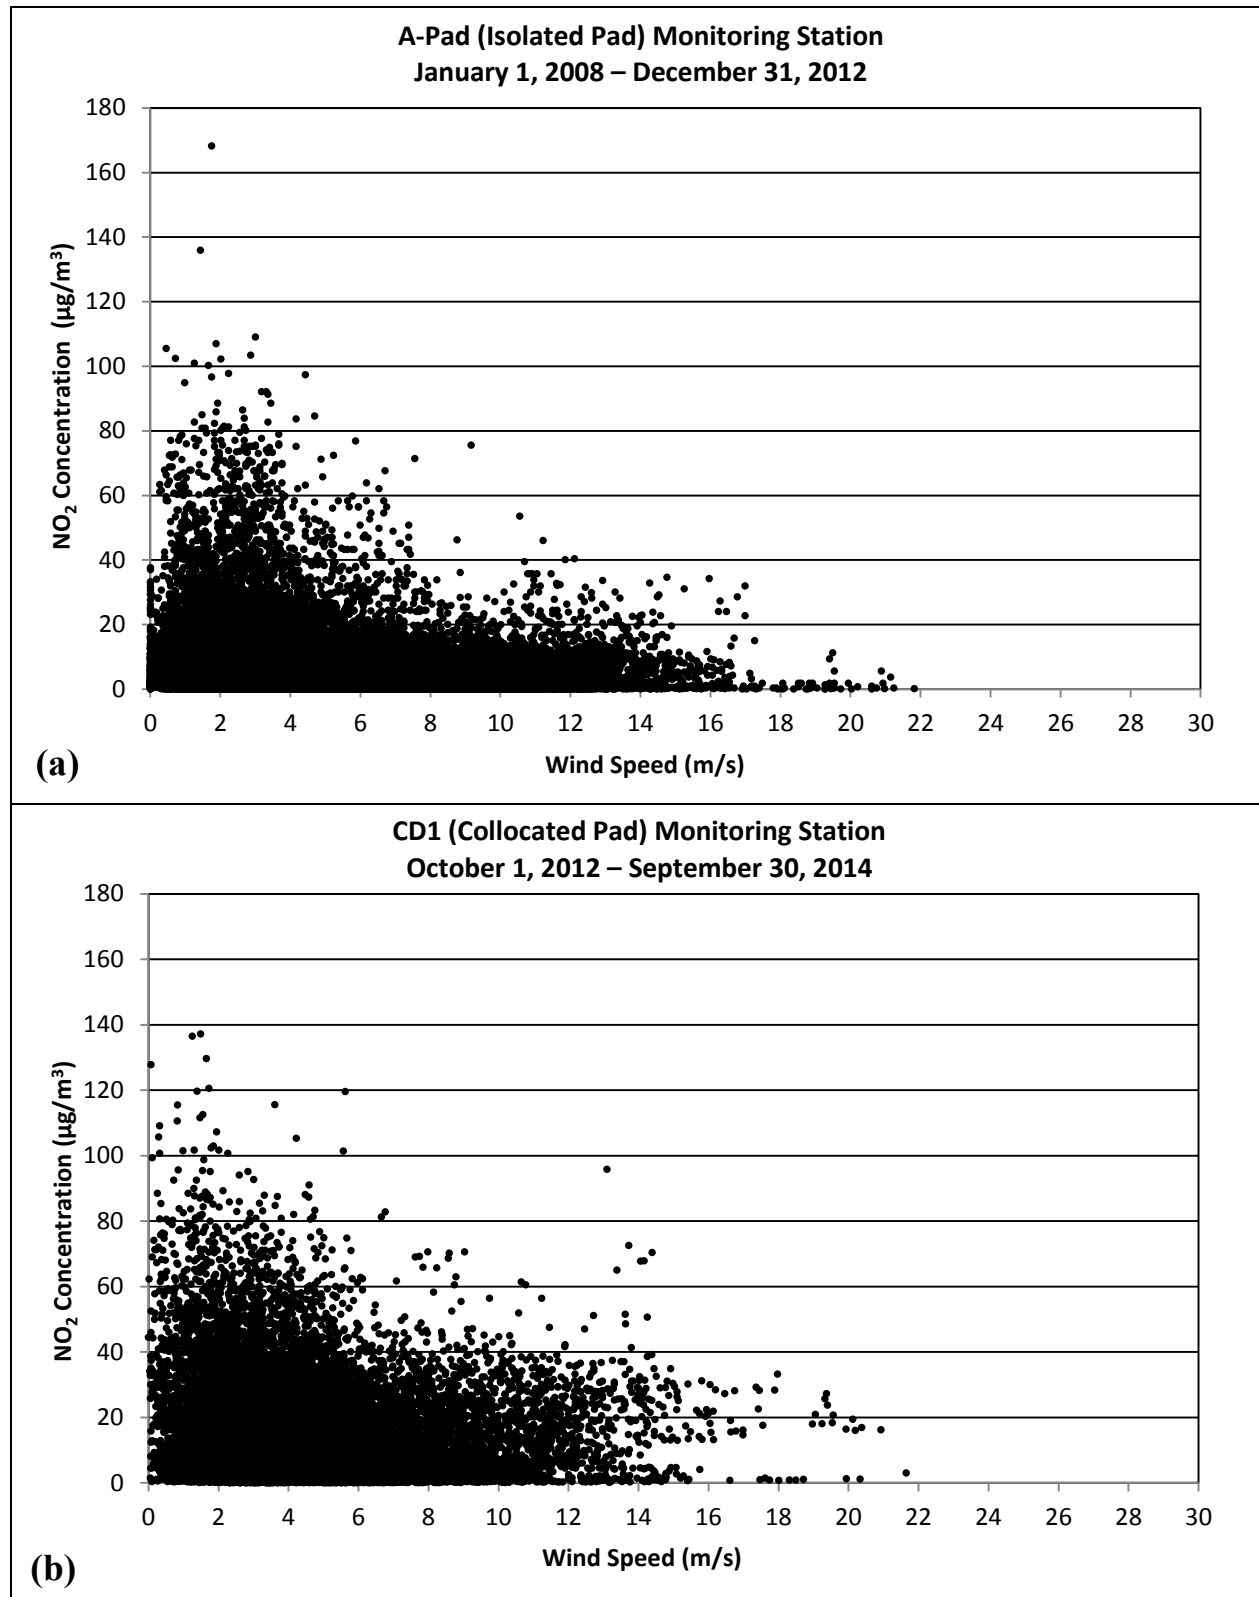 A-Pad (Isolated Pad) Monitoring Station
January 1, 2008 – December 31, 2012
NO₂ Concentration (µg/m³)
180
160
140
120
100
80
60
40
20
0
0 2 4 6 8 10 12 14 16 18 20 22 24 26 28 30
Wind Speed (m/s)
(a)
CD1 (Collocated Pad) Monitoring Station
October 1, 2012 – September 30, 2014
NO₂ Concentration (µg/m³)
180
160
140
120
100
80
60
40
20
0
0 2 4 6 8 10 12 14 16 18 20 22 24 26 28 30
Wind Speed (m/s)
(b)